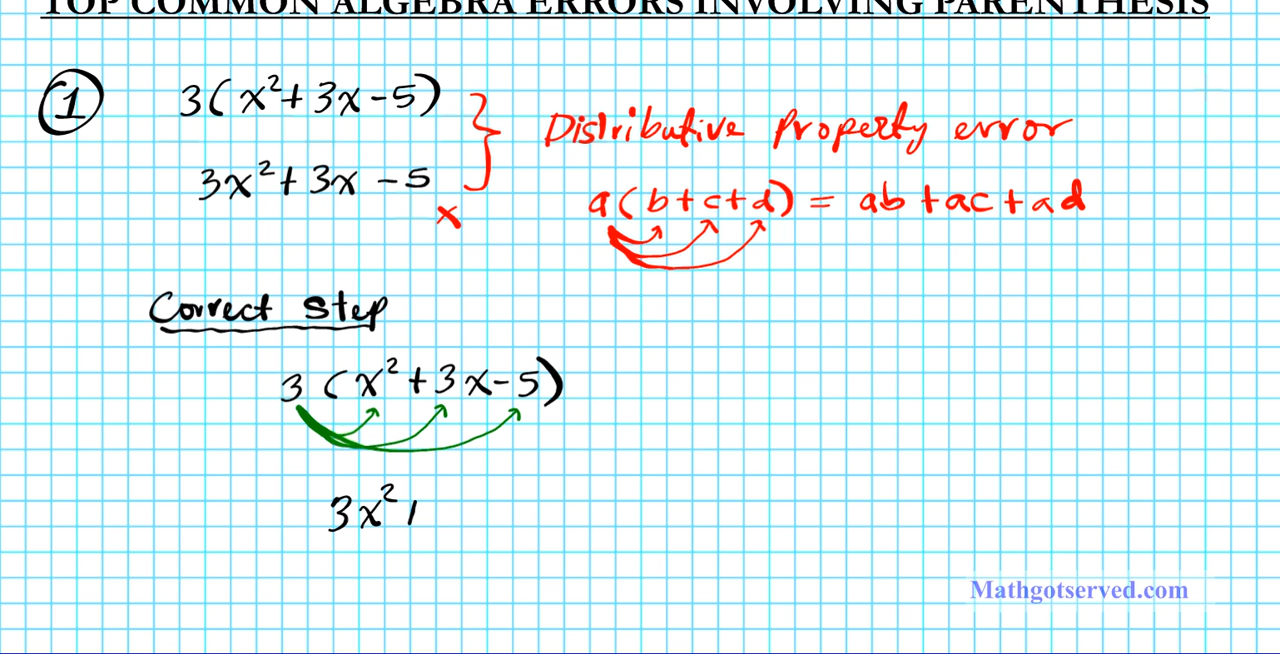 TOP COMMON ALGEBRA ERRORS INVOLVING PARENTHESIS
1
3(x²+3x-5)
Distributive Property error
3x²+3x-5
x
a(b+c+d) = ab+ac+ad
Correct step
3(x²+3x-5)
3x²
Mathgotserved.com